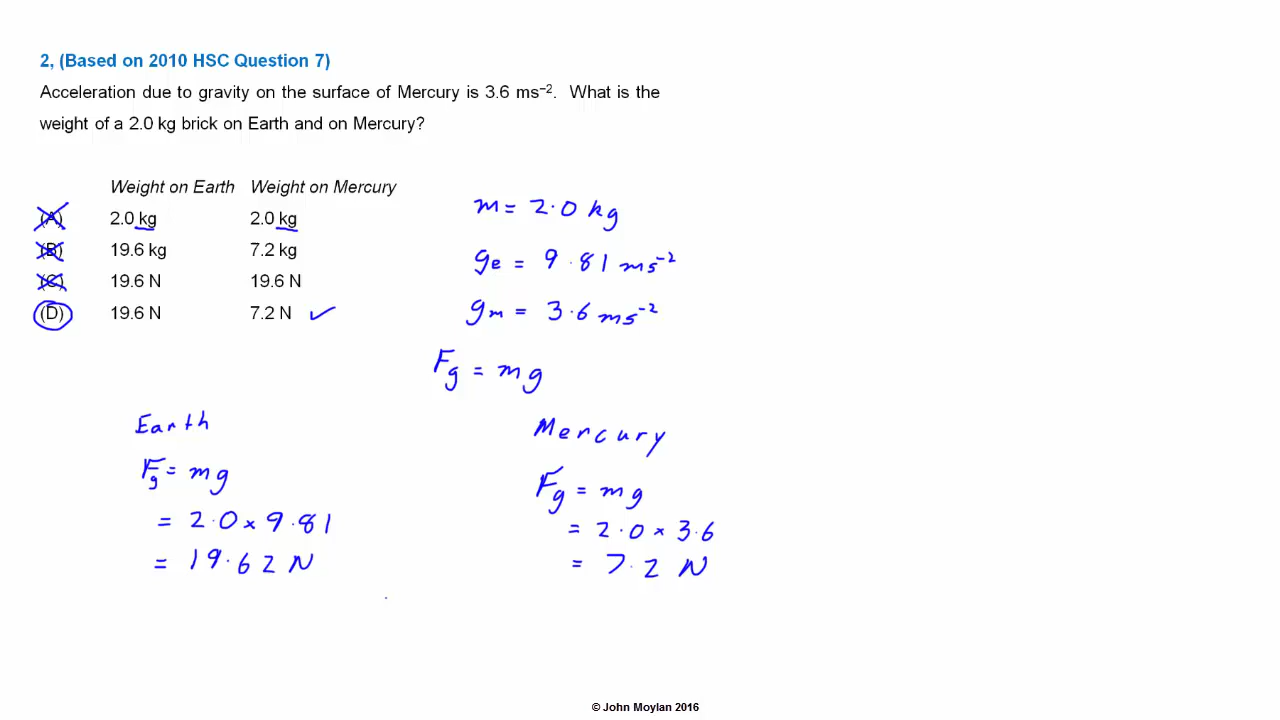 2, (Based on 2010 HSC Question 7)
Acceleration due to gravity on the surface of Mercury is 3.6 ms⁻². What is the
weight of a 2.0 kg brick on Earth and on Mercury?
Weight on Earth Weight on Mercury
(A) 2.0 kg 2.0 kg
(B) 19.6 kg 7.2 kg
(C) 19.6 N 19.6 N
(D) 19.6 N 7.2 N ✓
m = 2.0 kg
ge = 9.81 ms⁻²
gm = 3.6 ms⁻²
Fg = mg
Earth
Fg = mg
= 2.0 × 9.81
= 19.62 N
Mercury
Fg = mg
= 2.0 × 3.6
= 7.2 N
© John Moylan 2016